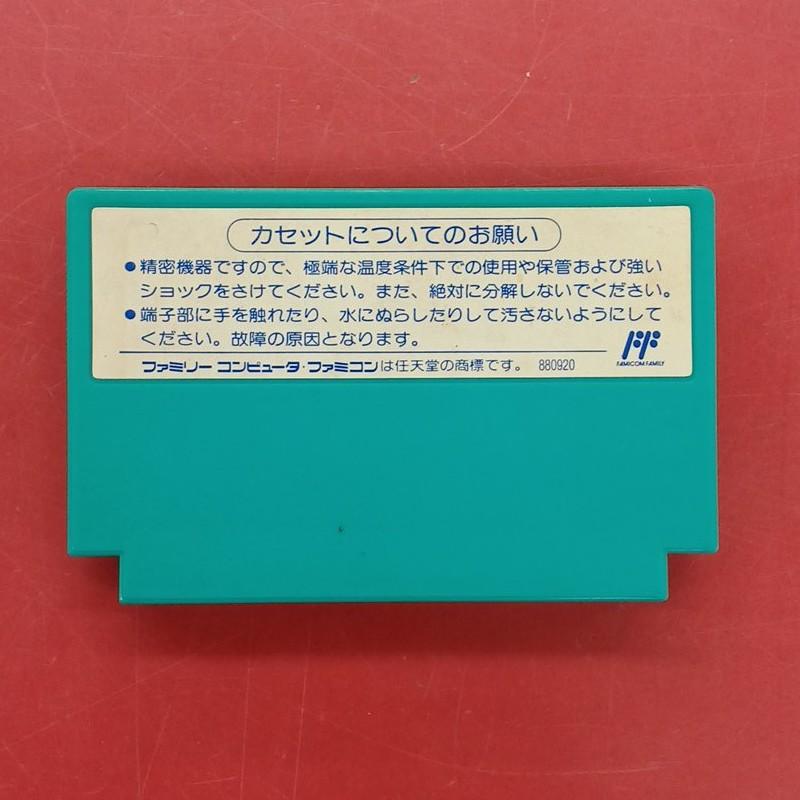 カセットについてのお願い
●精密機器ですので、極端な温度条件下での使用や保管および強い
ショックをさけてください。また、絶対に分解しないでください。
●端子部に手を触れたり、水にぬらしたりして汚さないようにして
ください。故障の原因となります。
ファミリーコンピュータ・ファミコンは任天堂の商標です。 880920
FAMICOM FAMILY